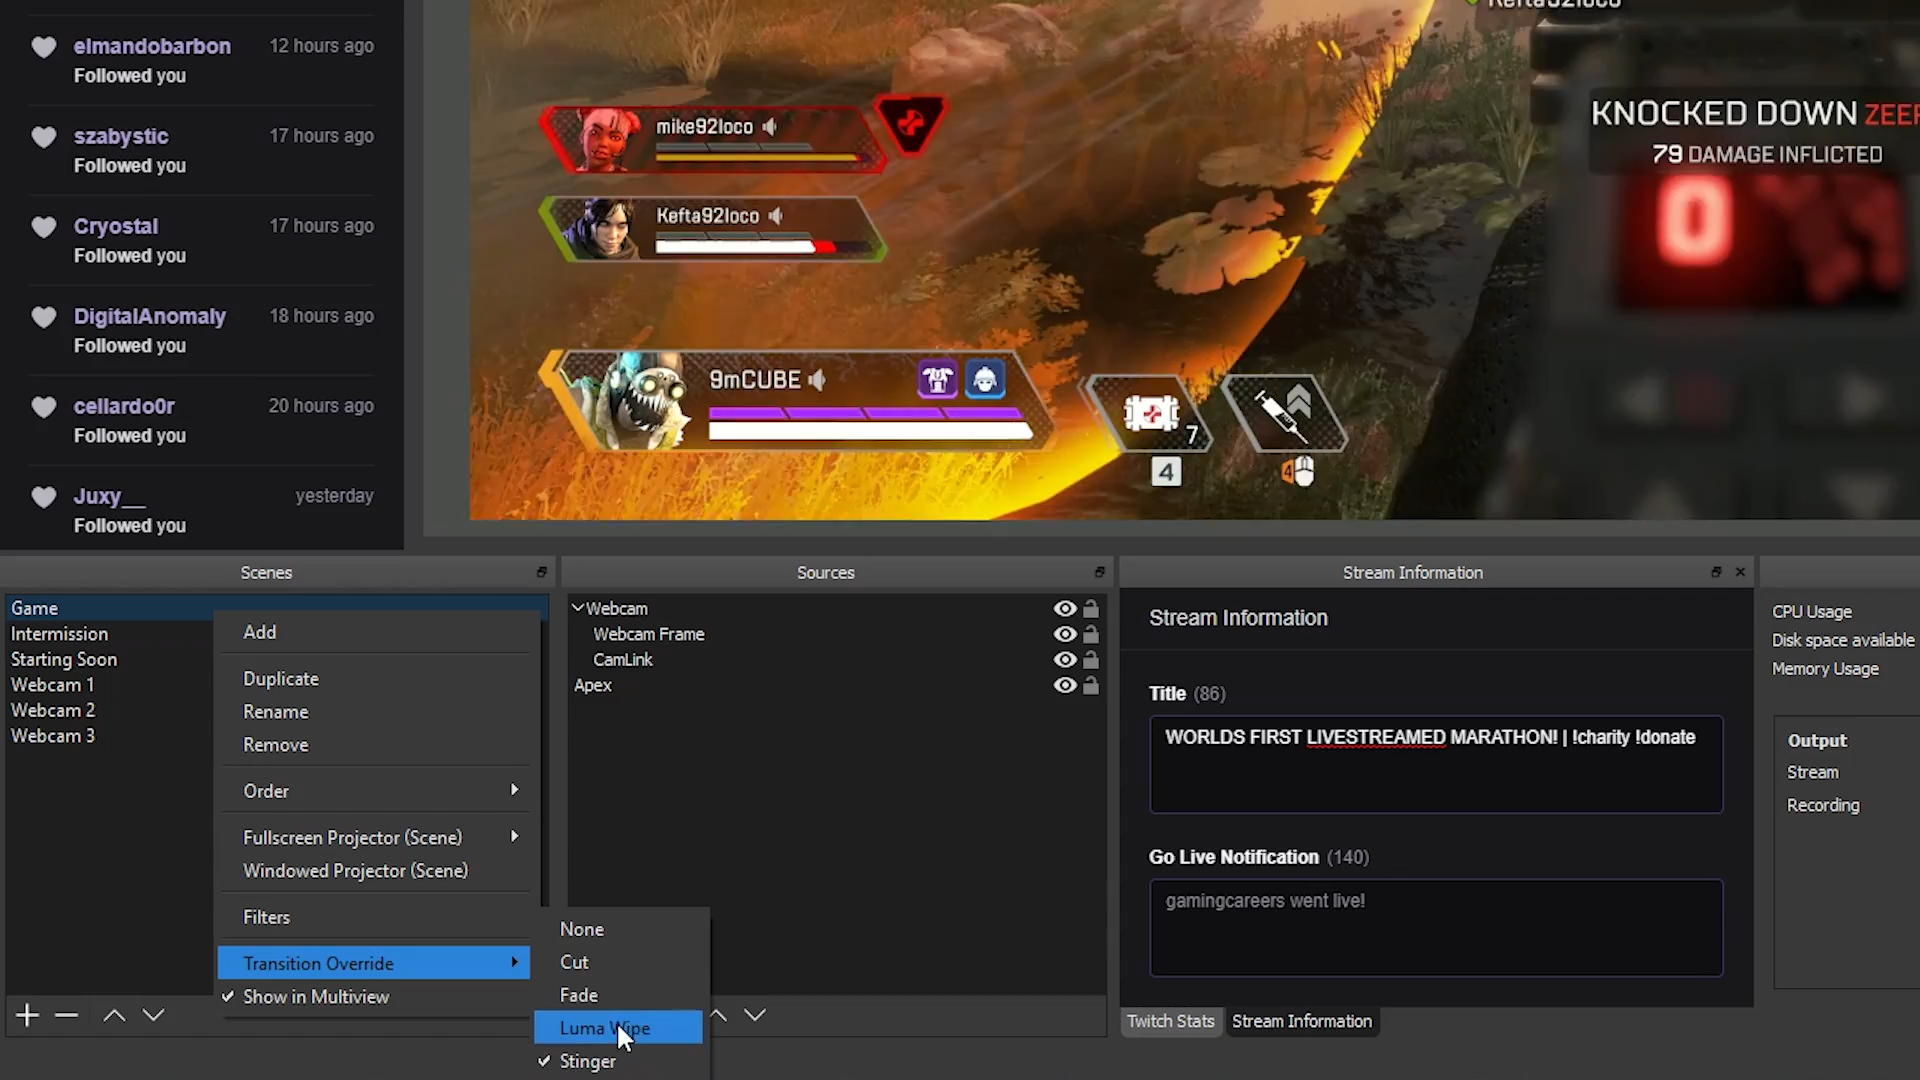 elmandobarbon 12 hours ago
Followed you
szabystic 17 hours ago
Followed you
Cryostal 17 hours ago
Followed you
DigitalAnomaly 18 hours ago
Followed you
cellardo0r 20 hours ago
Followed you
Juxy__ yesterday
Followed you
Kefta92loco
mike92loco
Kefta92loco
9mCUBE
7
4
4
KNOCKED DOWN
79 DAMAGE INFLICTED
0
Scenes
Game
Intermission
Starting Soon
Webcam 1
Webcam 2
Webcam 3
Add
Duplicate
Rename
Remove
Order
Fullscreen Projector (Scene)
Windowed Projector (Scene)
Filters
Transition Override
Show in Multiview
None
Cut
Fade
Luma Wipe
Stinger
Sources
Webcam
Webcam Frame
CamLink
Apex
Stream Information
Stream Information
Title (86)
WORLDS FIRST LIVESTREAMED MARATHON! | !charity !donate
Go Live Notification (140)
gamingcareers went live!
Twitch Stats Stream Information
CPU Usage
Disk space available
Memory Usage
Output
Stream
Recording